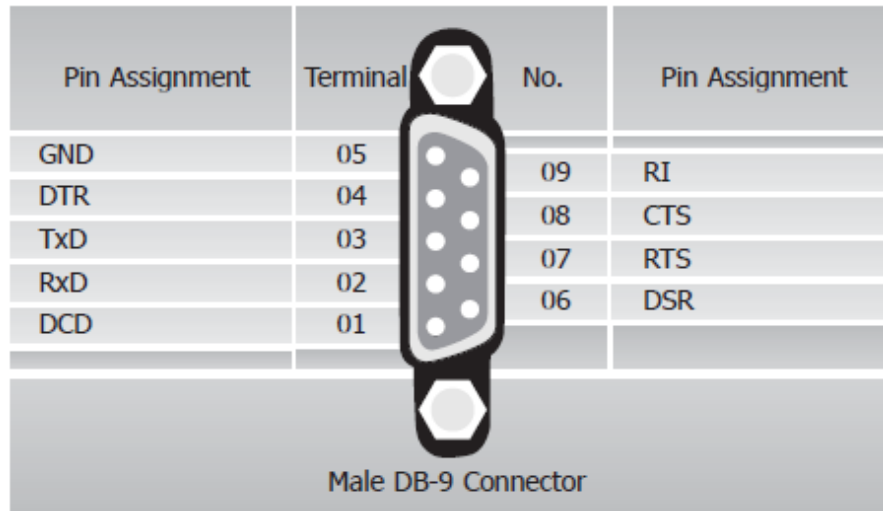 Pin Assignment Terminal No. Pin Assignment
GND 05
09 RI
DTR 04
08 CTS
TxD 03
07 RTS
RxD 02
06 DSR
DCD 01
Male DB-9 Connector